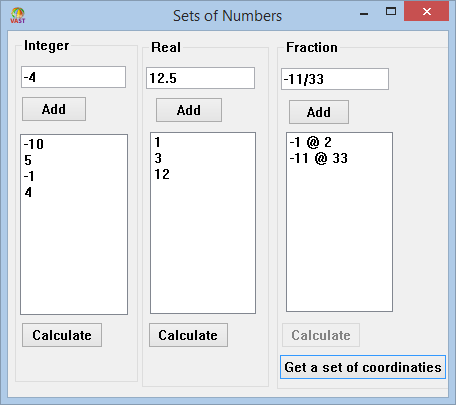 Sets of Numbers
VAST
Integer
-4
Add
-10
5
-1
4
Calculate
Real
12.5
Add
1
3
12
Calculate
Fraction
-11/33
Add
-1 @ 2
-11 @ 33
Calculate
Get a set of coordinaties